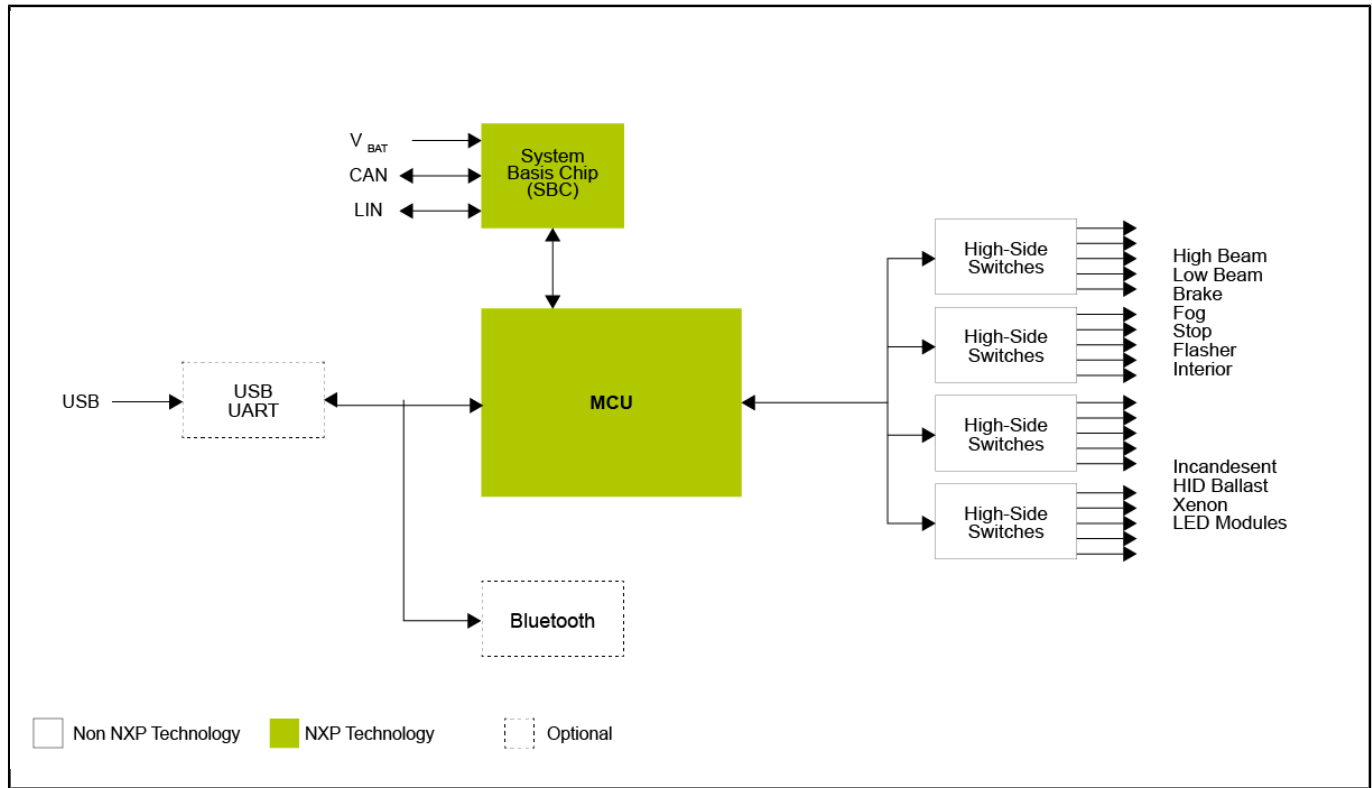 V BAT
CAN
LIN
System
Basis Chip
(SBC)
USB
USB
UART
MCU
Bluetooth
High-Side
Switches
High-Side
Switches
High-Side
Switches
High-Side
Switches
High Beam
Low Beam
Brake
Fog
Stop
Flasher
Interior
Incandesent
HID Ballast
Xenon
LED Modules
Non NXP Technology
NXP Technology
Optional